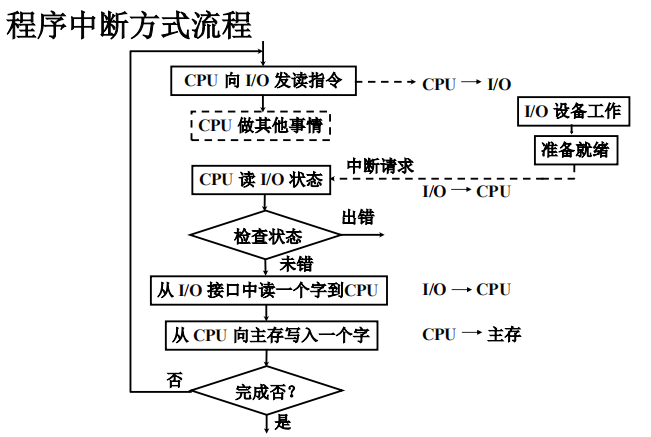 程序中断方式流程
CPU 向 I/O 发读指令
CPU → I/O
CPU 做其他事情
I/O 设备工作
准备就绪
中断请求
CPU 读 I/O 状态
I/O → CPU
出错
检查状态
未错
从 I/O 接口中读一个字到CPU
I/O → CPU
从 CPU 向主存写入一个字
CPU → 主存
否
完成否？
是